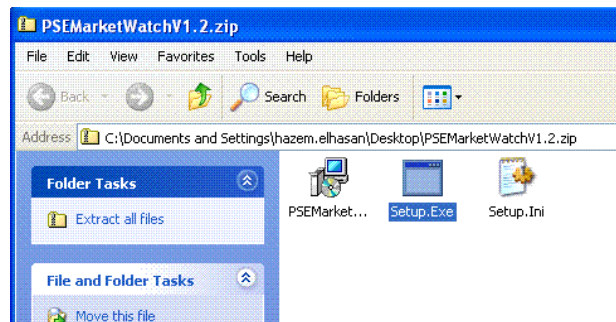 PSEMarketWatchV1.2.zip
File Edit View Favorites Tools Help
Back Search Folders
Address C:\Documents and Settings\hazem.elhasan\Desktop\PSEMarketWatchV1.2.zip
Folder Tasks
Extract all files
File and Folder Tasks
Move this file
PSEMarket... Setup.Exe Setup.Ini